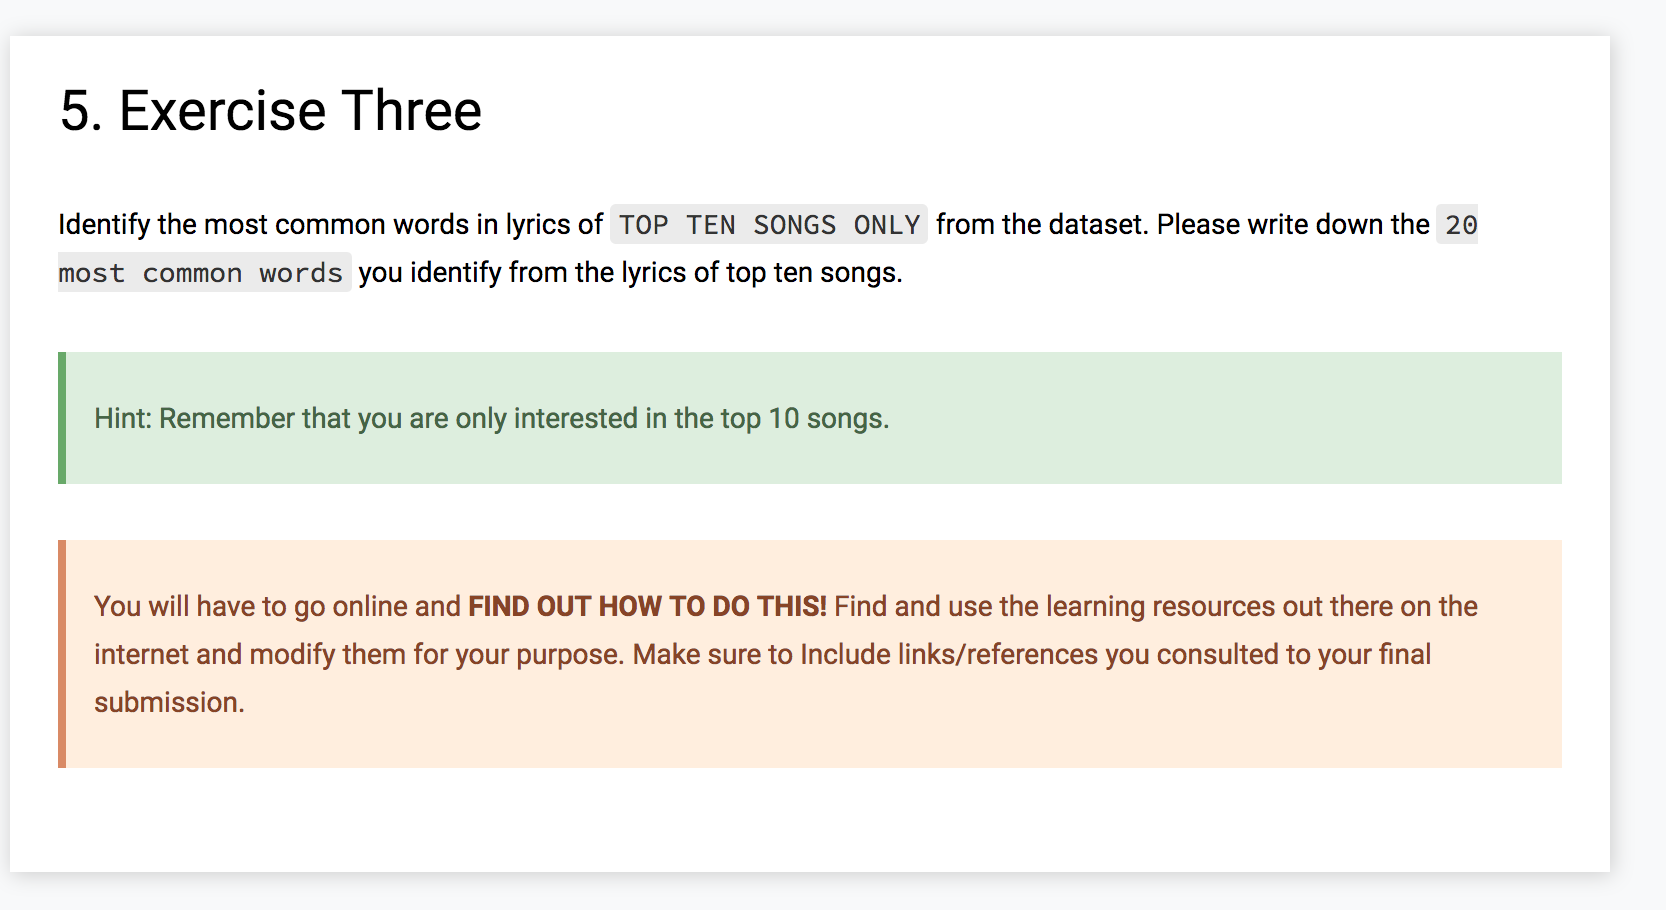 5. Exercise Three
Identify the most common words in lyrics of TOP TEN SONGS ONLY from the dataset. Please write down the 20
most common words you identify from the lyrics of top ten songs.
Hint: Remember that you are only interested in the top 10 songs.
You will have to go online and FIND OUT HOW TO DO THIS! Find and use the learning resources out there on the
internet and modify them for your purpose. Make sure to Include links/references you consulted to your final
submission.